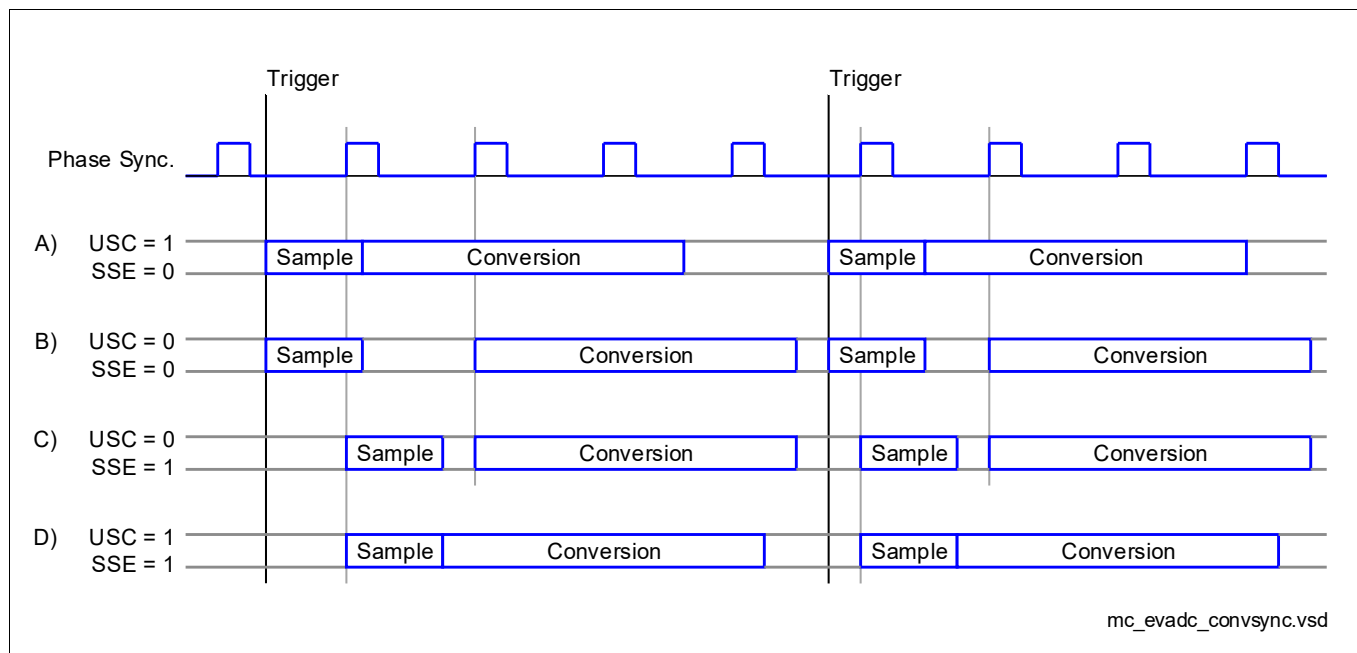 Trigger Trigger
Phase Sync.
A) USC = 1
SSE = 0
Sample Conversion Sample Conversion
B) USC = 0
SSE = 0
Sample Conversion Sample Conversion
C) USC = 0
SSE = 1
Sample Conversion Sample Conversion
D) USC = 1
SSE = 1
Sample Conversion Sample Conversion
mc_evadc_convsync.vsd